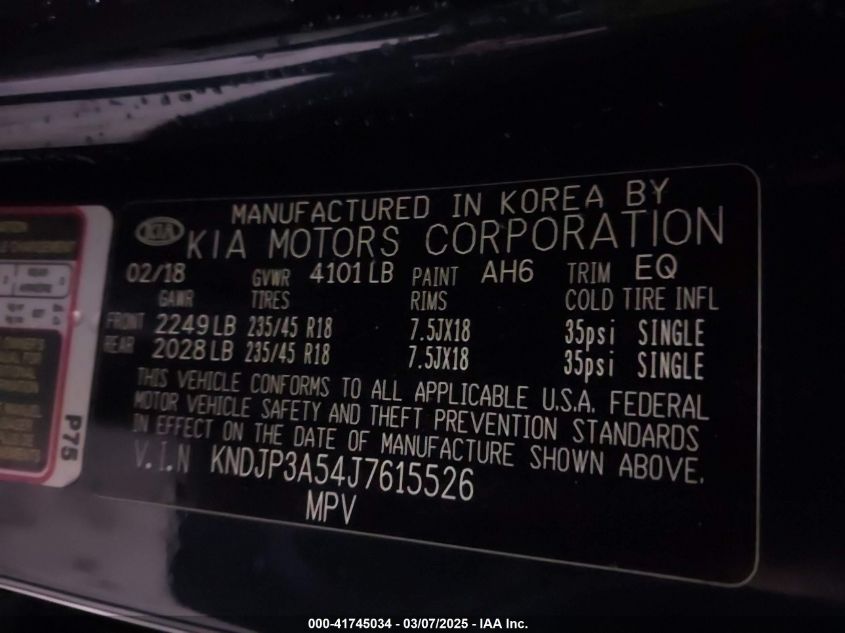 MANUFACTURED IN KOREA BY
KIA
KIA MOTORS CORPORATION
02/18 GVWR 4101 LB PAINT AH6 TRIM EQ
GAWR TIRES RIMS COLD TIRE INFL
FRONT 2249 LB 235/45 R18 7.5JX18 35psi SINGLE
REAR 2028 LB 235/45 R18 7.5JX18 35psi SINGLE
THIS VEHICLE CONFORMS TO ALL APPLICABLE U.S.A. FEDERAL
MOTOR VEHICLE SAFETY AND THEFT PREVENTION STANDARDS
IN EFFECT ON THE DATE OF MANUFACTURE SHOWN ABOVE.
V.I.N KNDJP3A54J7615526
MPV
P75
000-41745034 - 03/07/2025 - IAA Inc.